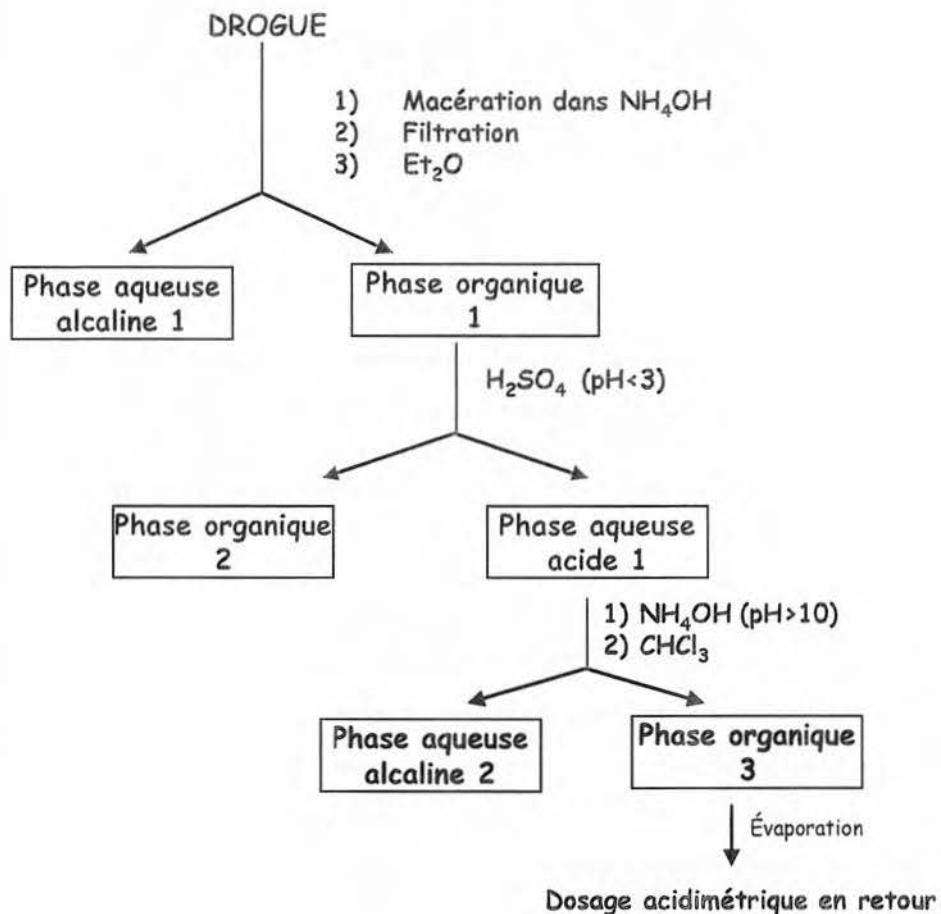 DROGUE
1) Macération dans NH₄OH
2) Filtration
3) Et₂O
Phase aqueuse
alcaline 1
Phase organique
1
H₂SO₄ (pH<3)
Phase organique
2
Phase aqueuse
acide 1
1) NH₄OH (pH>10)
2) CHCl₃
Phase aqueuse
alcaline 2
Phase organique
3
Évaporation
Dosage acidimétrique en retour